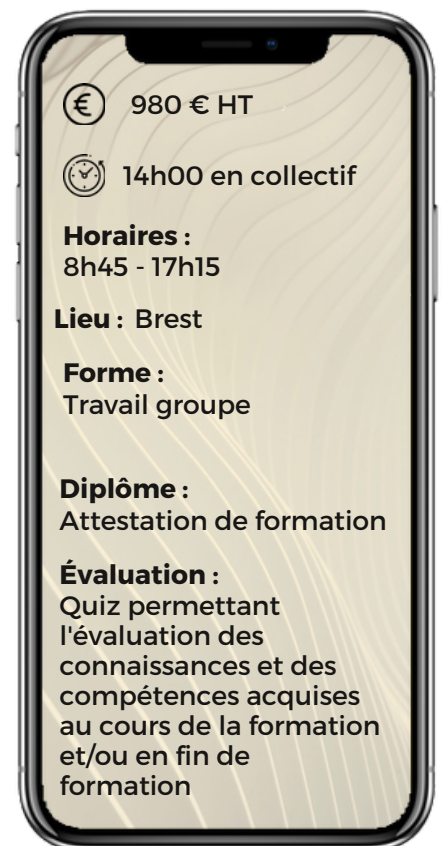 980 € HT
14h00 en collectif
Horaires :
8h45 - 17h15
Lieu : Brest
Forme :
Travail groupe
Diplôme :
Attestation de formation
Évaluation :
Quiz permettant
l'évaluation des
connaissances et des
compétences acquises
au cours de la formation
et/ou en fin de
formation